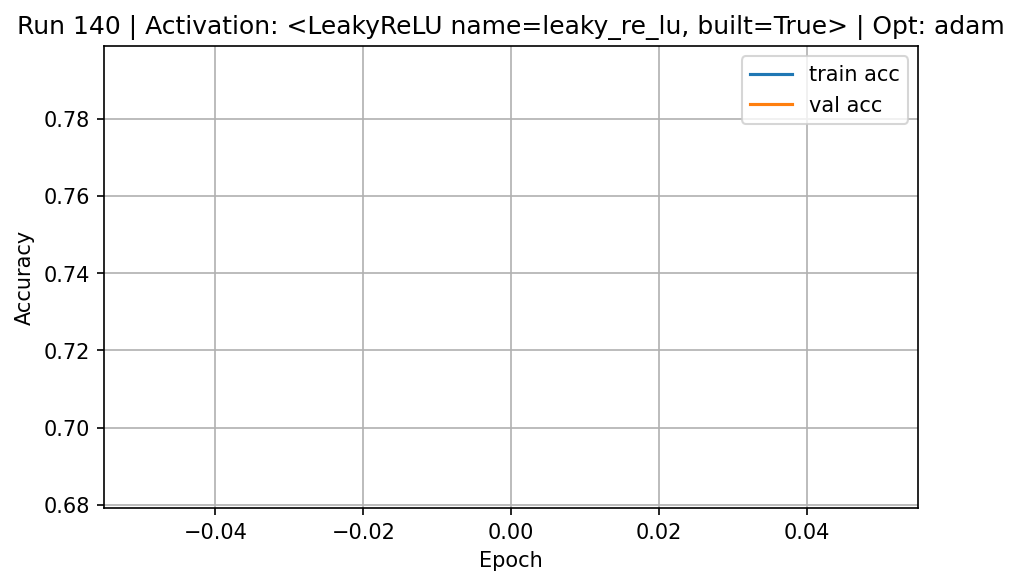 Run 140 | Activation: <LeakyReLU name=leaky_re_lu, built=True> | Opt: adam
train acc
val acc
0.78
0.76
0.74
0.72
0.70
0.68
Accuracy
−0.04
−0.02
0.00
0.02
0.04
Epoch